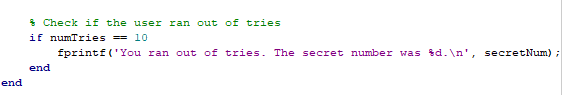 % Check if the user ran out of tries
if numTries == 10
fprintf('You ran out of tries. The secret number was %d.\n', secretNum);
end
end